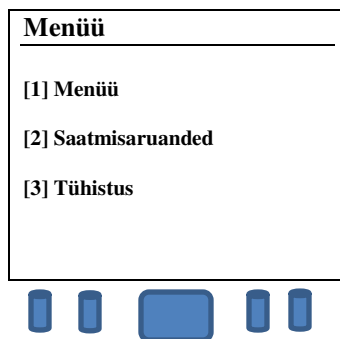 Menüü
[1] Menüü
[2] Saatmisaruanded
[3] Tühistus